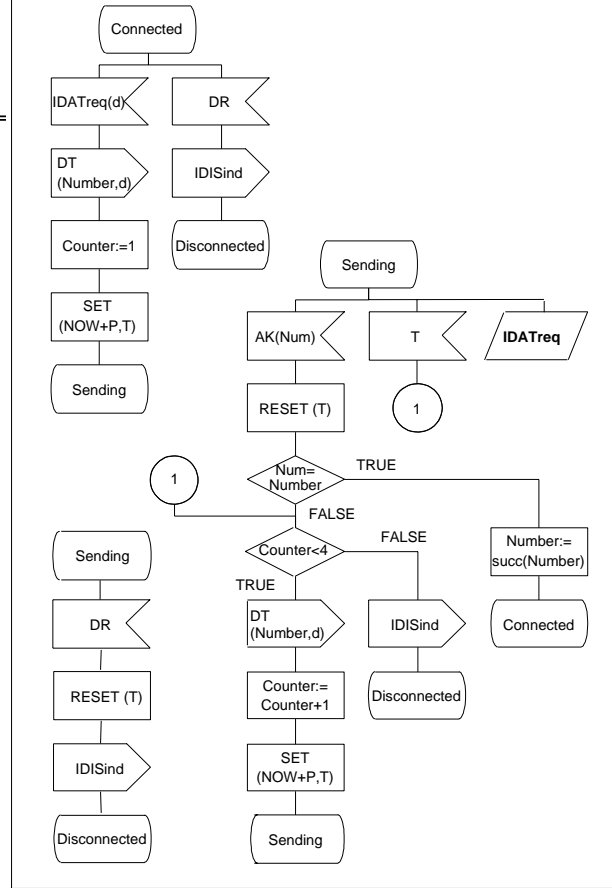 Connected
IDATreq(d)
DR
DT
(Number,d)
IDISind
Counter:=1
Disconnected
SET
(NOW+P,T)
Sending
Sending
AK(Num)
T
IDATreq
RESET (T)
1
Num=
Number
TRUE
1
FALSE
Counter<4
FALSE
Number:=
succ(Number)
TRUE
DT
(Number,d)
IDISind
Connected
Counter:=
Counter+1
Disconnected
SET
(NOW+P,T)
Sending
Sending
DR
RESET (T)
IDISind
Disconnected